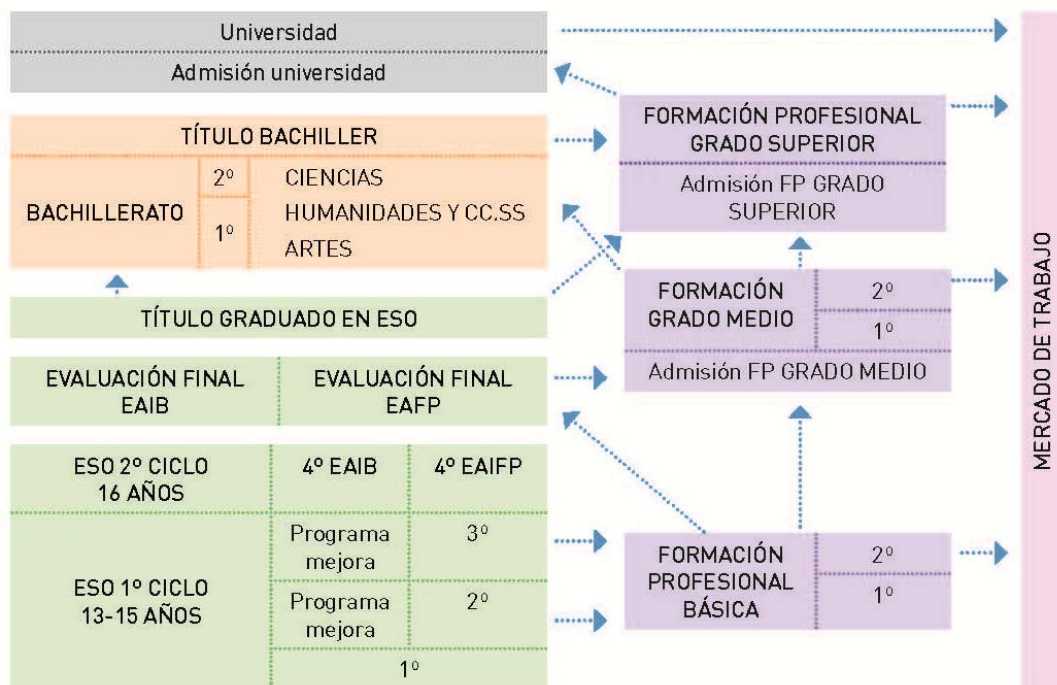 Universidad
Admisión universidad
TÍTULO BACHILLER
BACHILLERATO
2º
1º
CIENCIAS
HUMANIDADES Y CC.SS
ARTES
TÍTULO GRADUADO EN ESO
EVALUACIÓN FINAL
EAIB
EVALUACIÓN FINAL
EAFP
ESO 2º CICLO
16 AÑOS
4º EAIB
4º EAIFP
ESO 1º CICLO
13-15 AÑOS
Programa
mejora
3º
Programa
mejora
2º
1º
FORMACIÓN PROFESIONAL
GRADO SUPERIOR
Admisión FP GRADO
SUPERIOR
FORMACIÓN
GRADO MEDIO
2º
1º
Admisión FP GRADO MEDIO
FORMACIÓN
PROFESIONAL
BÁSICA
2º
1º
MERCADO DE TRABAJO